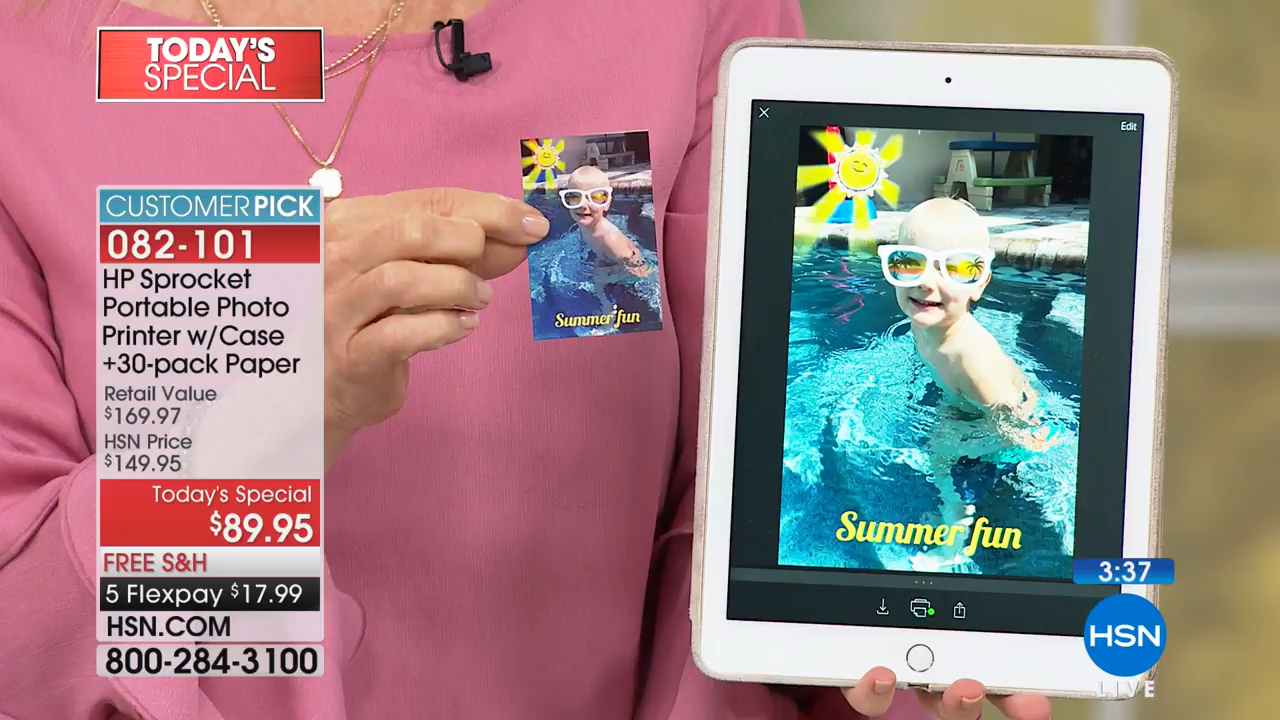 TODAY'S
SPECIAL
CUSTOMER PICK
082-101
HP Sprocket
Portable Photo
Printer w/Case
+30-pack Paper
Retail Value
$169.97
HSN Price
$149.95
Today's Special
$89.95
FREE S&H
5 Flexpay $17.99
HSN.COM
800-284-3100
Summer fun
Edit
Summer fun
3:37
HSN
LIVE